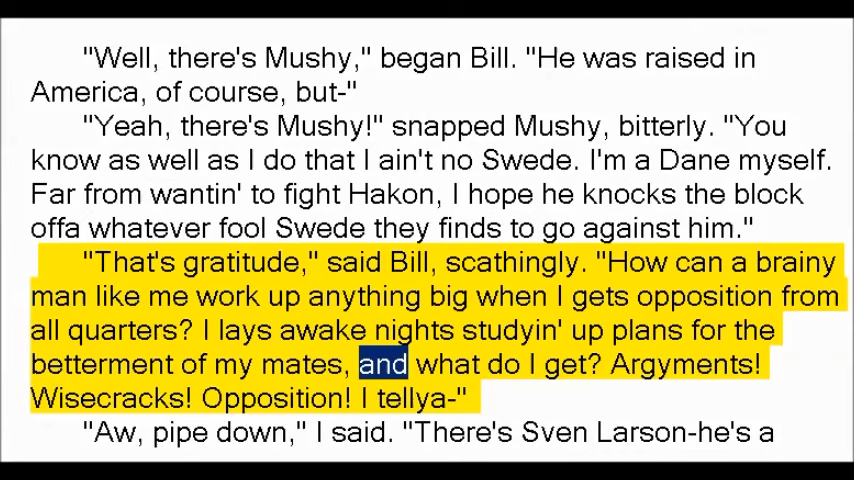 "Well, there's Mushy," began Bill. "He was raised in
America, of course, but-"
"Yeah, there's Mushy!" snapped Mushy, bitterly. "You
know as well as I do that I ain't no Swede. I'm a Dane myself.
Far from wantin' to fight Hakon, I hope he knocks the block
offa whatever fool Swede they finds to go against him."
"That's gratitude," said Bill, scathingly. "How can a brainy
man like me work up anything big when I gets opposition from
all quarters? I lays awake nights studyin' up plans for the
betterment of my mates, and what do I get? Argyments!
Wisecracks! Opposition! I tellya-"
"Aw, pipe down," I said. "There's Sven Larson-he's a